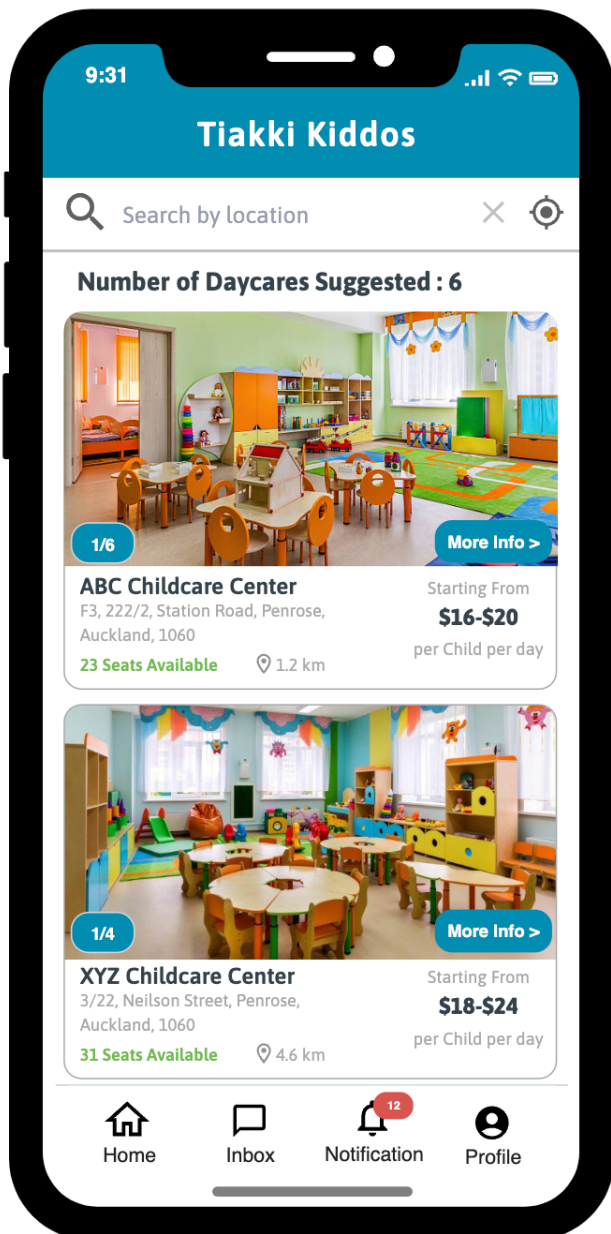 9:31
Tiakki Kiddos
Search by location
Number of Daycares Suggested : 6
1/6
More Info >
ABC Childcare Center
F3, 222/2, Station Road, Penrose,
Auckland, 1060
23 Seats Available
1.2 km
Starting From
$16-$20
per Child per day
1/4
More Info >
XYZ Childcare Center
3/22, Neilson Street, Penrose,
Auckland, 1060
31 Seats Available
4.6 km
Starting From
$18-$24
per Child per day
12
Home
Inbox
Notification
Profile